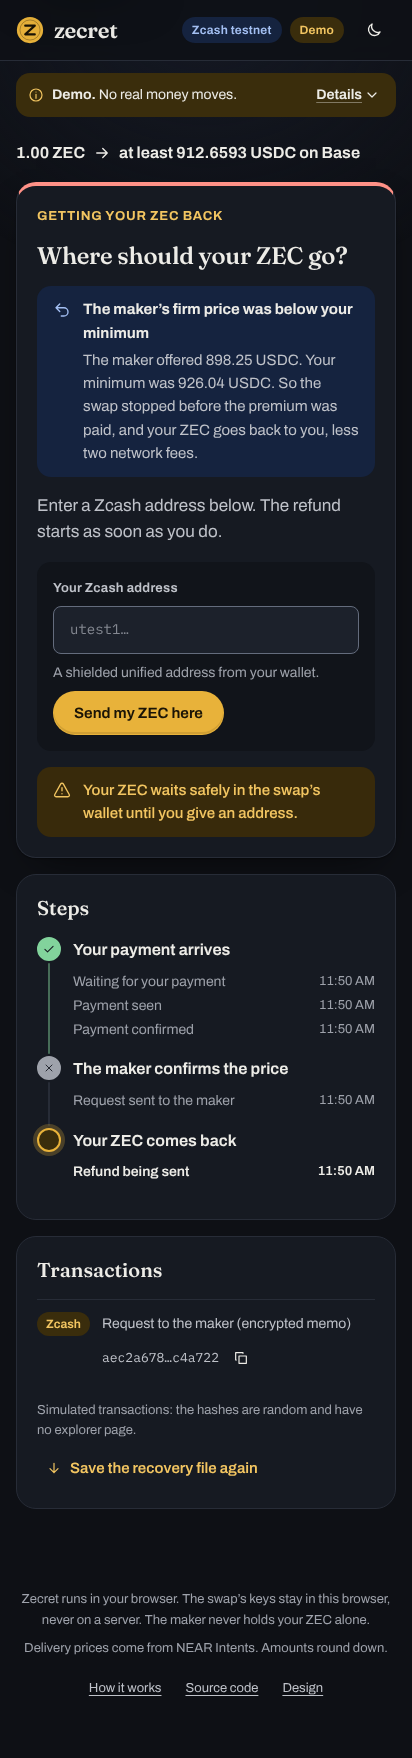 zecret
Zcash testnet
Demo
Demo. No real money moves.
Details
1.00 ZEC → at least 912.6593 USDC on Base
GETTING YOUR ZEC BACK
Where should your ZEC go?
The maker’s firm price was below your
minimum
The maker offered 898.25 USDC. Your
minimum was 926.04 USDC. So the
swap stopped before the premium was
paid, and your ZEC goes back to you, less
two network fees.
Enter a Zcash address below. The refund
starts as soon as you do.
Your Zcash address
utest1…
A shielded unified address from your wallet.
Send my ZEC here
Your ZEC waits safely in the swap’s
wallet until you give an address.
Steps
Your payment arrives
Waiting for your payment 11:50 AM
Payment seen 11:50 AM
Payment confirmed 11:50 AM
The maker confirms the price
Request sent to the maker 11:50 AM
Your ZEC comes back
Refund being sent 11:50 AM
Transactions
Zcash Request to the maker (encrypted memo)
aec2a678…c4a722
Simulated transactions: the hashes are random and have
no explorer page.
Save the recovery file again
Zecret runs in your browser. The swap’s keys stay in this browser,
never on a server. The maker never holds your ZEC alone.
Delivery prices come from NEAR Intents. Amounts round down.
How it works Source code Design